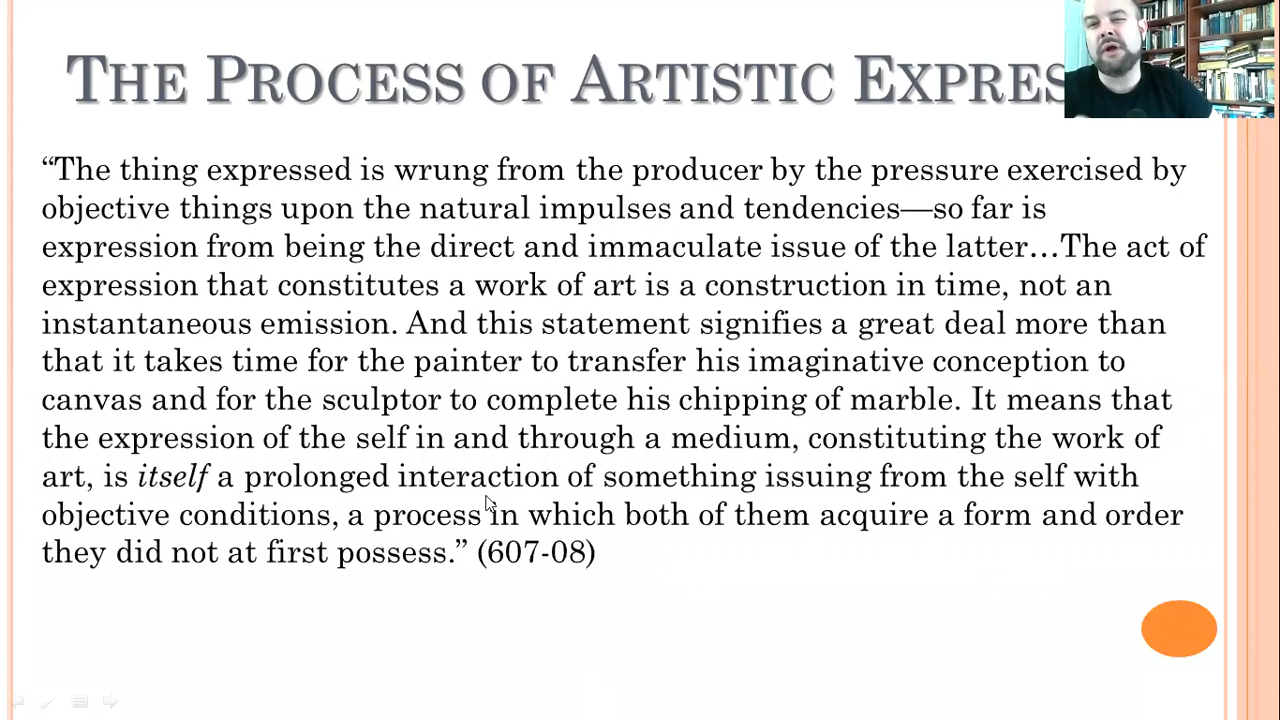 THE PROCESS OF ARTISTIC EXPRES
“The thing expressed is wrung from the producer by the pressure exercised by
objective things upon the natural impulses and tendencies—so far is
expression from being the direct and immaculate issue of the latter…The act of
expression that constitutes a work of art is a construction in time, not an
instantaneous emission. And this statement signifies a great deal more than
that it takes time for the painter to transfer his imaginative conception to
canvas and for the sculptor to complete his chipping of marble. It means that
the expression of the self in and through a medium, constituting the work of
art, is itself a prolonged interaction of something issuing from the self with
objective conditions, a process in which both of them acquire a form and order
they did not at first possess.” (607-08)